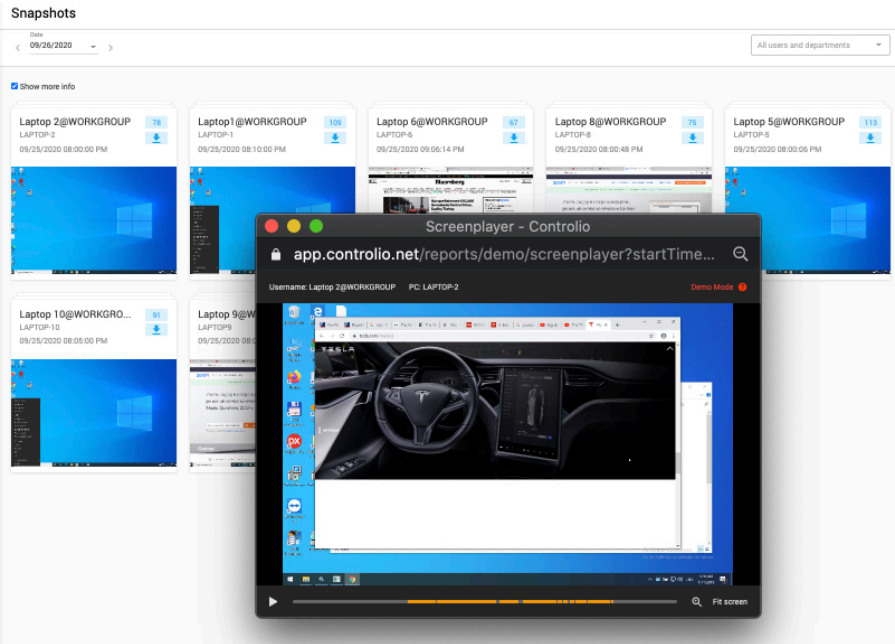 Snapshots
Date
09/26/2020
All users and departments
Show more info
Laptop 2@WORKGROUP 78
LAPTOP-2
09/25/2020 08:00:00 PM
Laptop1@WORKGROUP 109
LAPTOP-1
09/25/2020 08:10:00 PM
Laptop 6@WORKGROUP 67
LAPTOP-6
09/25/2020 09:06:14 PM
Laptop 8@WORKGROUP 75
LAPTOP-8
09/25/2020 08:00:48 PM
Laptop 5@WORKGROUP 113
LAPTOP-5
09/25/2020 08:00:06 PM
Screenplayer - Controlio
app.controlio.net/reports/demo/screenplayer?startTime...
Username: Laptop 2@WORKGROUP PC: LAPTOP-2
Demo Mode
TESLA
Laptop 10@WORKGRO... 91
LAPTOP-10
09/25/2020 08:05:00 PM
Laptop 9@W
LAPTOP9
09/25/2020 08:
Fit screen